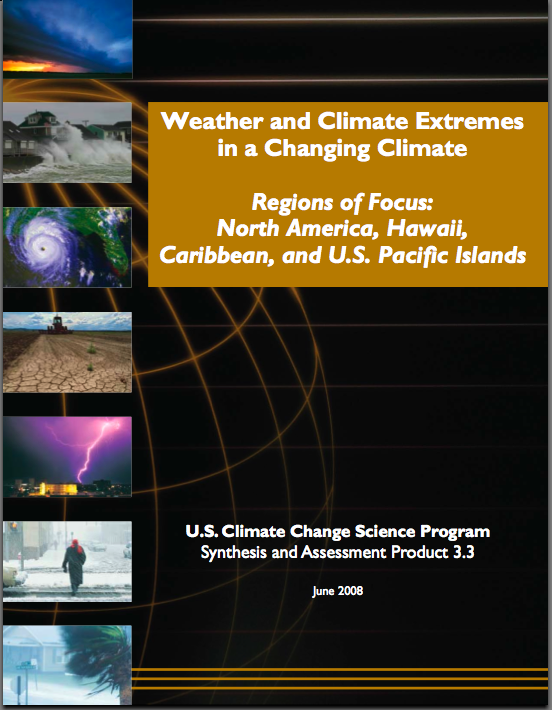 Weather and Climate Extremes
in a Changing Climate
Regions of Focus:
North America, Hawaii,
Caribbean, and U.S. Pacific Islands
U.S. Climate Change Science Program
Synthesis and Assessment Product 3.3
June 2008